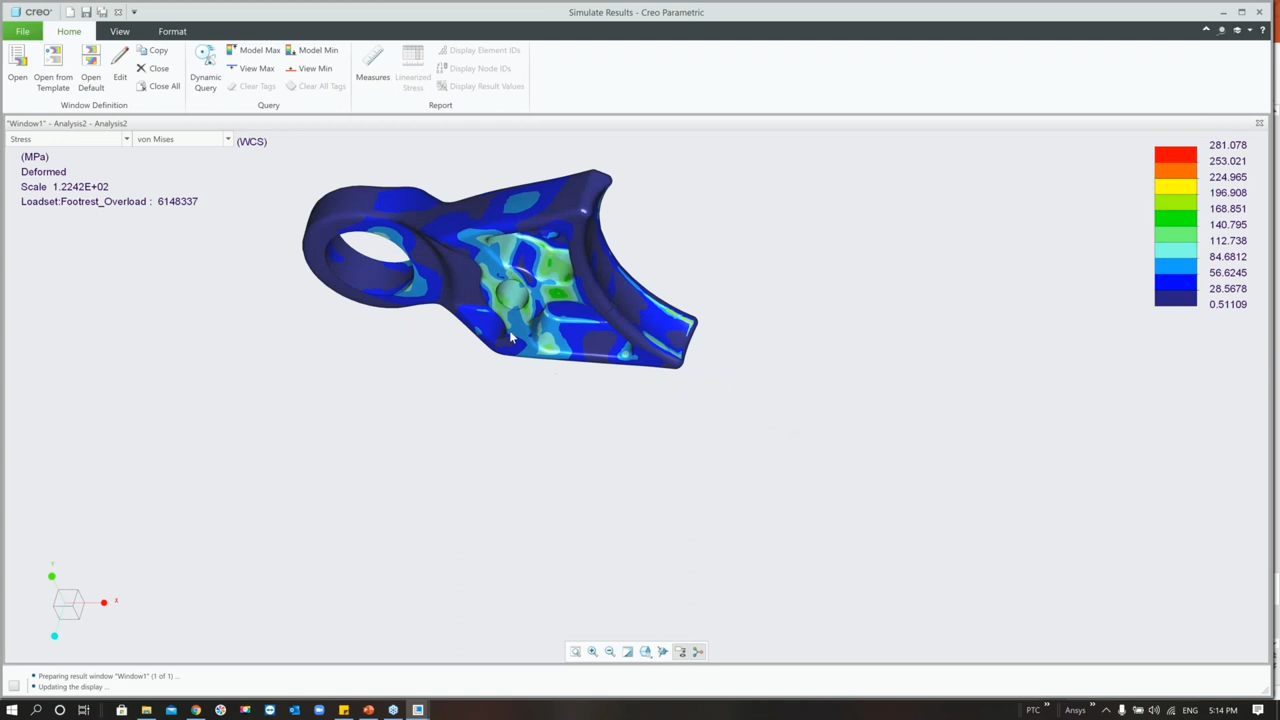 creo
Simulate Results - Creo Parametric
File
Home
View
Format
Open
Open from Template
Open Default
Edit
Copy
Close
Close All
Window Definition
Dynamic Query
Model Max
Model Min
View Max
View Min
Clear Tags
Clear All Tags
Query
Measures
Linearized Stress
Display Element IDs
Display Node IDs
Display Result Values
Report
"Window1" - Analysis2 - Analysis2
Stress
von Mises
(WCS)
(MPa)
Deformed
Scale 1.2242E+02
Loadset:Footrest_Overload : 6148337
281.078
253.021
224.965
196.908
168.851
140.795
112.738
84.6812
56.6245
28.5678
0.51109
Y
X
Preparing result window "Window1" (1 of 1) ...
Updating the display ...
PTC
Ansys
ENG
5:14 PM